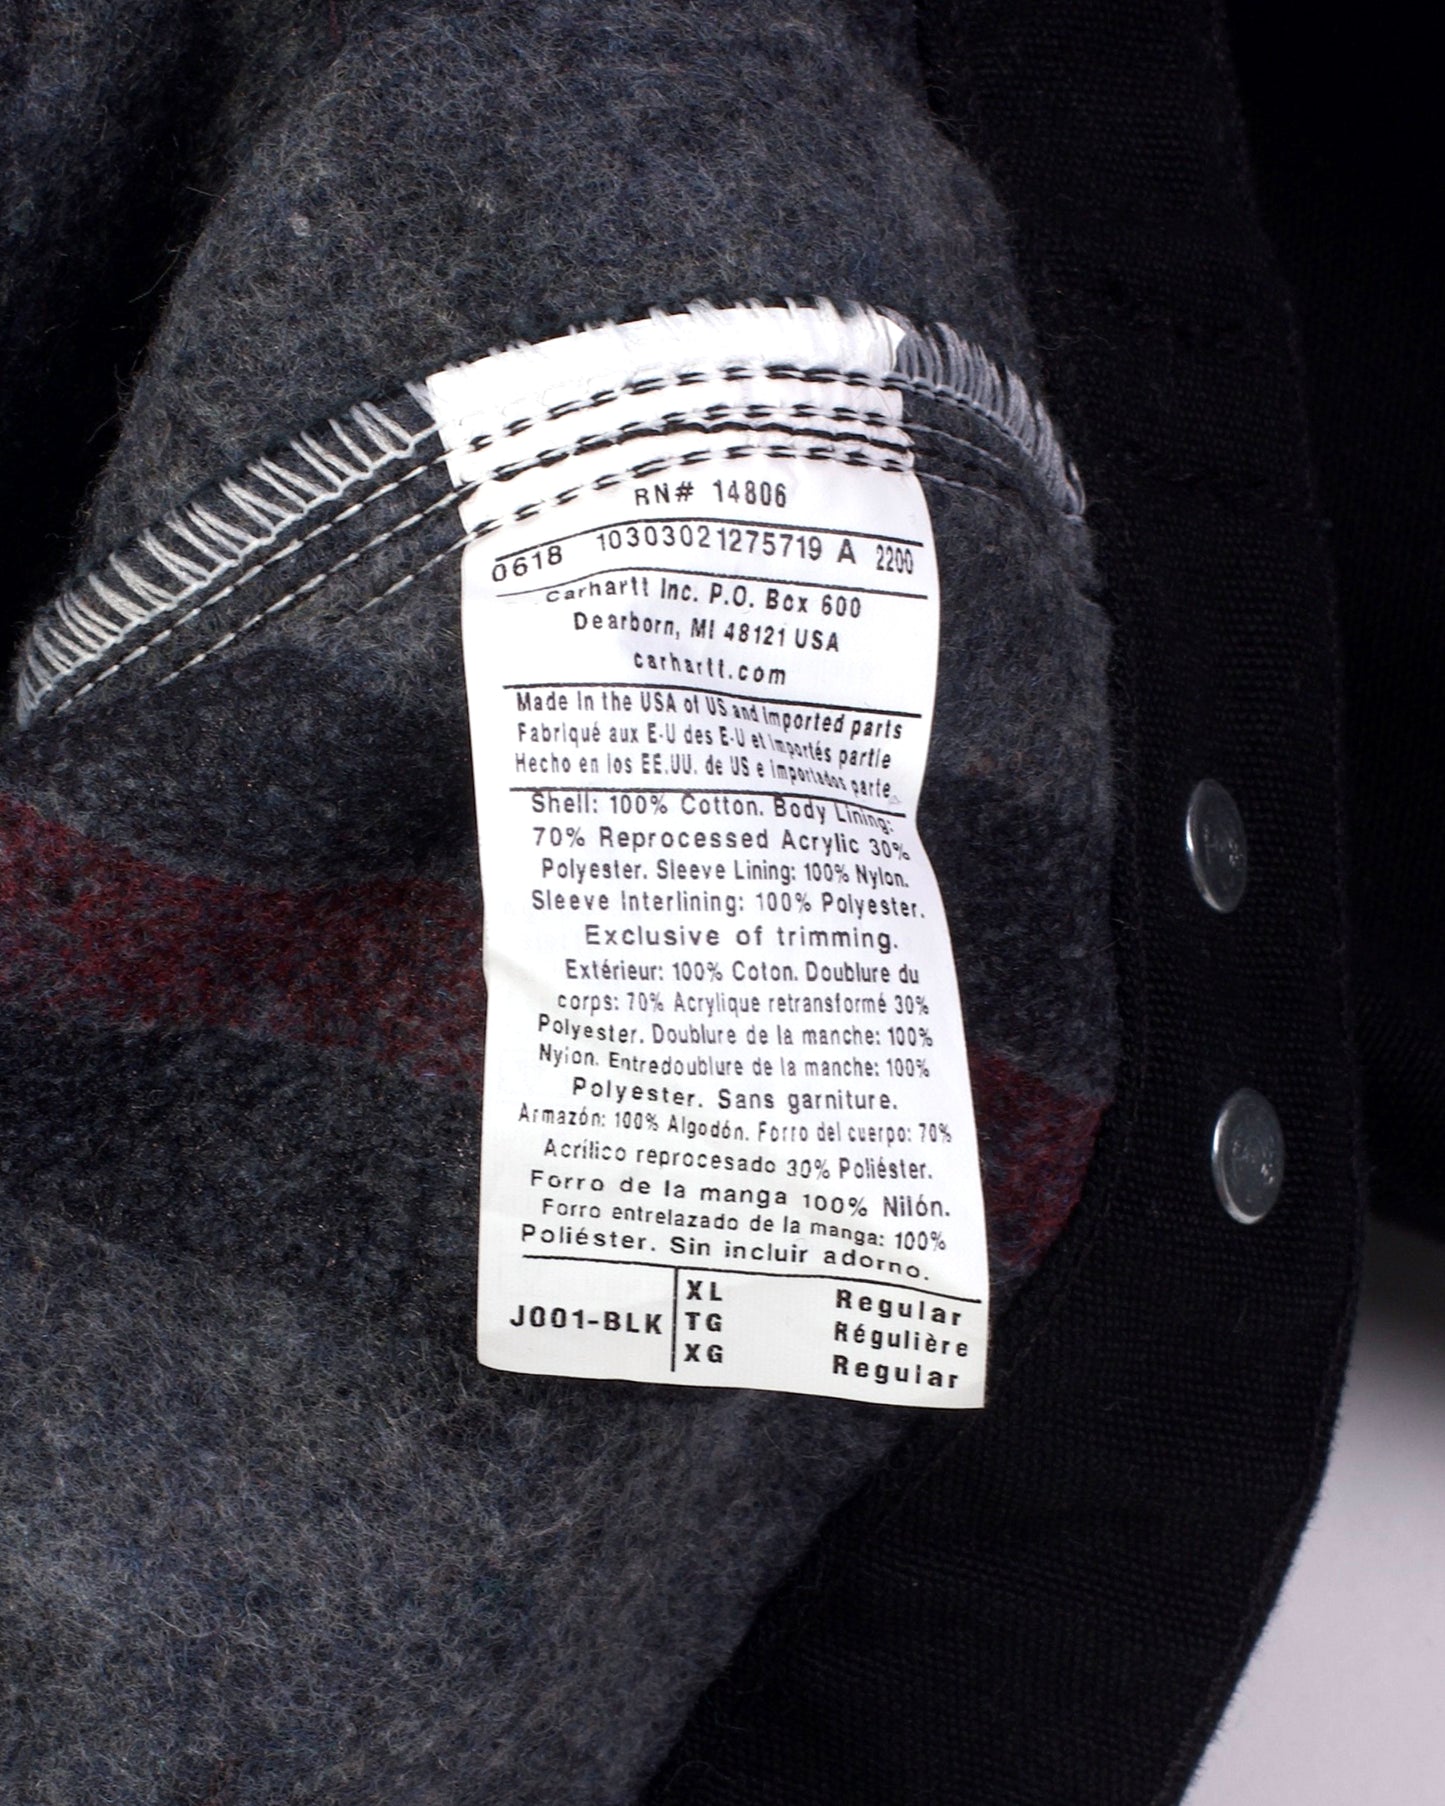 RN# 14806
0618 10303021275719 A 2200
carhartt Inc. P.O. Box 600
Dearborn, MI 48121 USA
carhartt.com
Made In the USA of US and Imported parts
Fabriqué aux E-U des E-U et Importés partie
Hecho en los EE.UU. de US e importados parte
Shell: 100% Cotton. Body Lining:
70% Reprocessed Acrylic 30%
Polyester. Sleeve Lining: 100% Nylon.
Sleeve Interlining: 100% Polyester.
Exclusive of trimming.
Extérieur: 100% Coton. Doublure du
corps: 70% Acrylique retransformé 30%
Polyester. Doublure de la manche: 100%
Nylon. Entredoublure de la manche: 100%
Polyester. Sans garniture.
Armazón: 100% Algodón. Forro del cuerpo: 70%
Acrílico reprocesado 30% Poliéster.
Forro de la manga 100% Nilón.
Forro entrelazado de la manga: 100%
Poliéster. Sin incluir adorno.
J001-BLK
XL Regular
TG Régulière
XG Regular